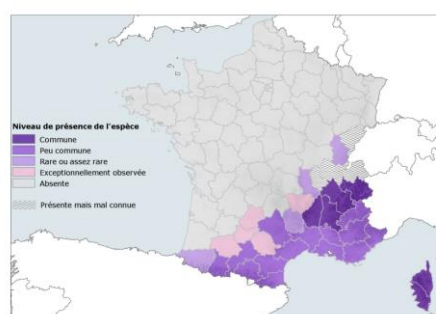 Niveau de présence de l'espèce
Commune
Peu commune
Rare ou assez rare
Exceptionnellement observée
Absente
Présente mais mal connue